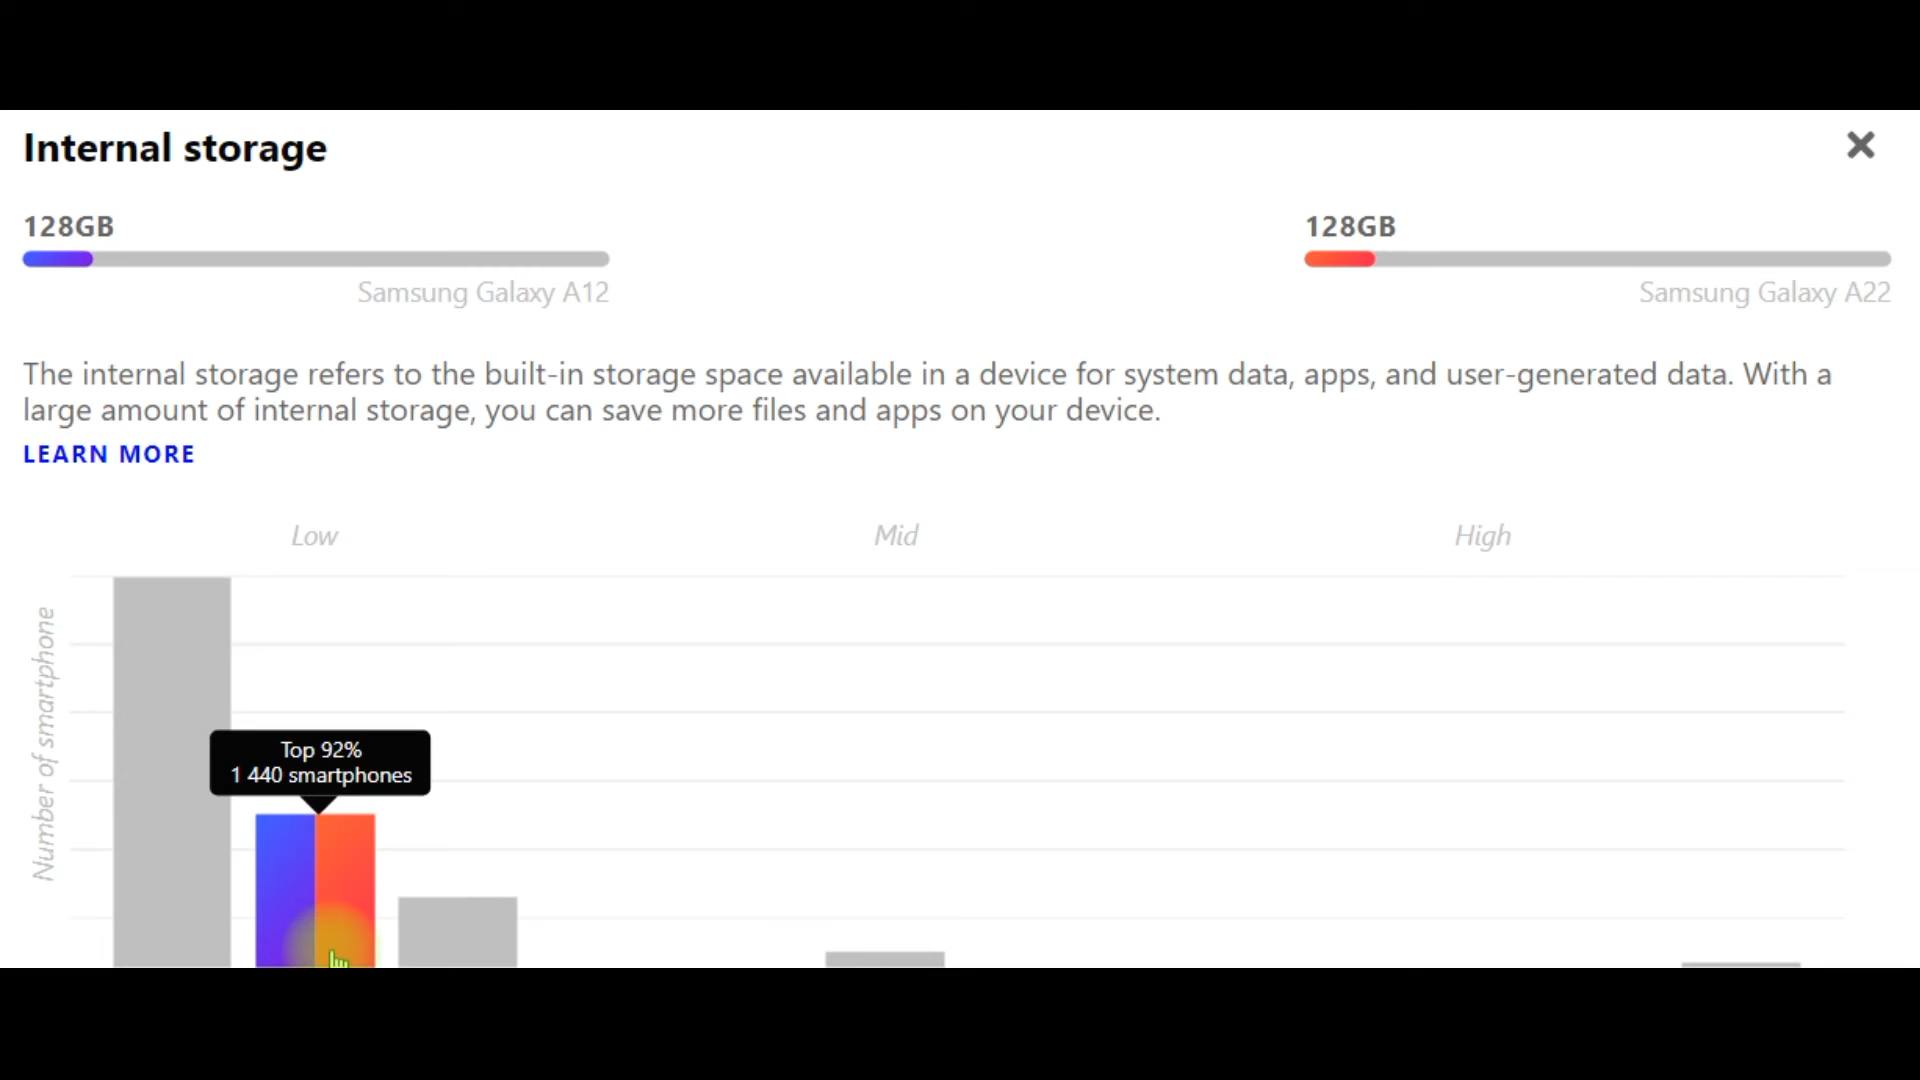 Internal storage
128GB
Samsung Galaxy A12
128GB
Samsung Galaxy A22
The internal storage refers to the built-in storage space available in a device for system data, apps, and user-generated data. With a
large amount of internal storage, you can save more files and apps on your device.
LEARN MORE
Low
Mid
High
Number of smartphone
Top 92%
1 440 smartphones